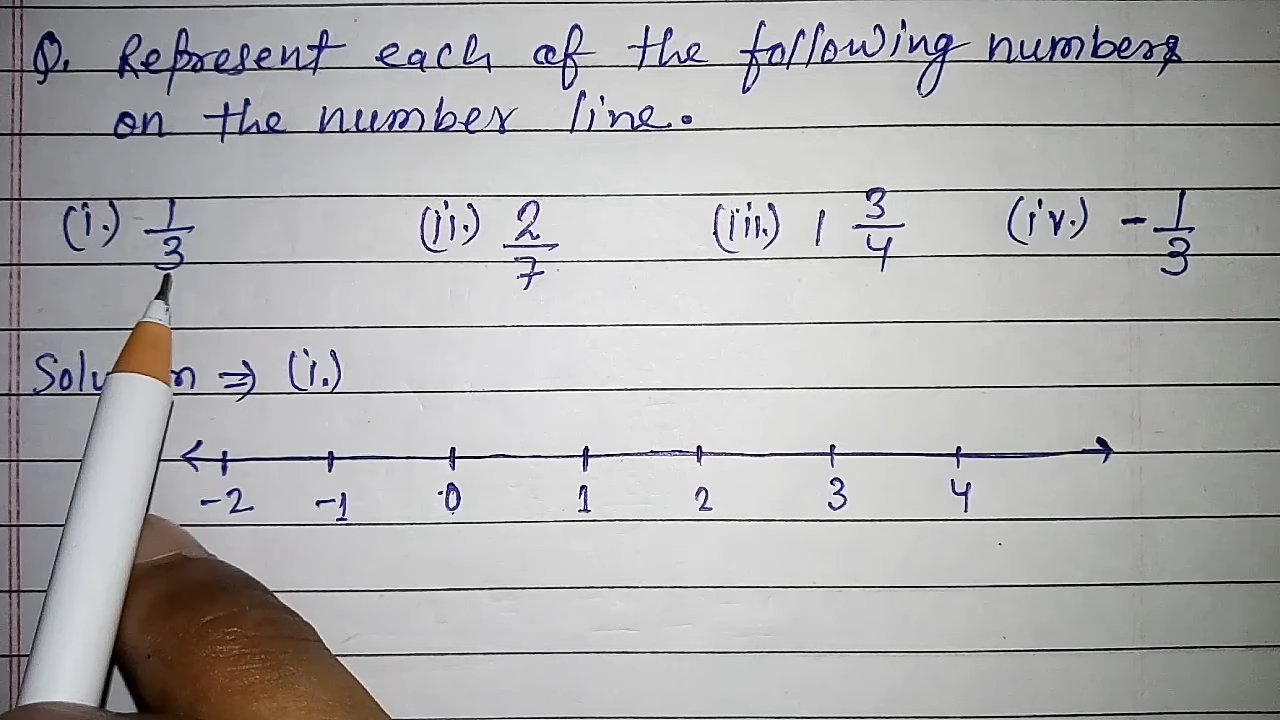 Q. Represent each of the following numbers
on the number line.
(i.) 1/3 (ii.) 2/7 (iii.) 1 3/4 (iv.) -1/3
⇒ (i.)
-2 -1 0 1 2 3 4